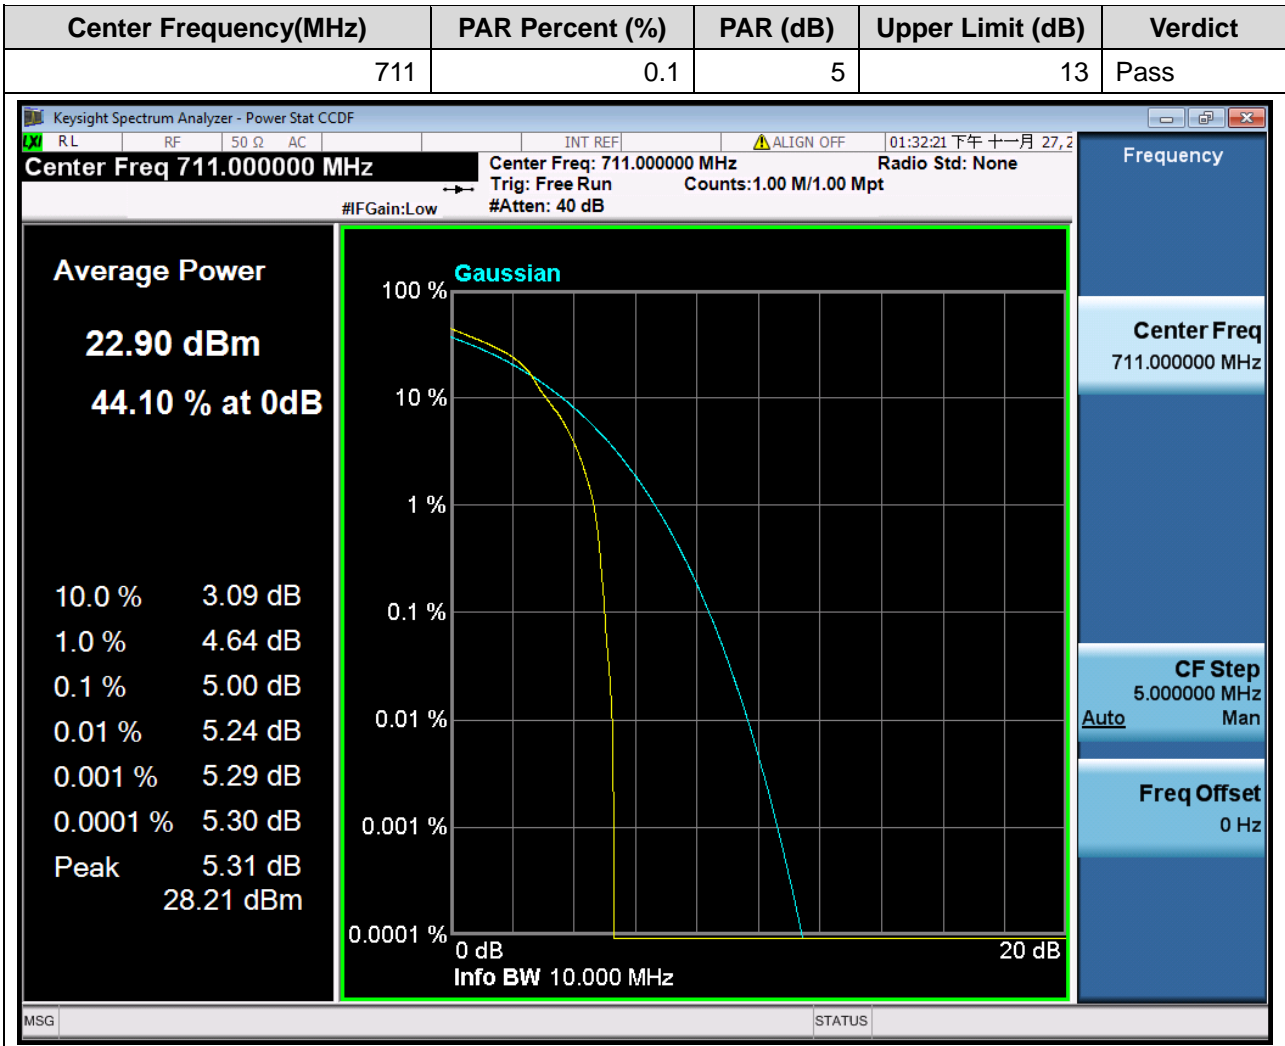 Center Frequency(MHz) PAR Percent (%) PAR (dB) Upper Limit (dB) Verdict
711 0.1 5 13 Pass
Keysight Spectrum Analyzer - Power Stat CCDF
LXI RL RF 50 Ω AC INT REF ALIGN OFF 01:32:21 下午 十一月 27, 2
Center Freq 711.000000 MHz
Center Freq: 711.000000 MHz Radio Std: None
Trig: Free Run Counts:1.00 M/1.00 Mpt
#IFGain:Low #Atten: 40 dB
Frequency
Average Power
22.90 dBm
44.10 % at 0dB
10.0 % 3.09 dB
1.0 % 4.64 dB
0.1 % 5.00 dB
0.01 % 5.24 dB
0.001 % 5.29 dB
0.0001 % 5.30 dB
Peak 5.31 dB
28.21 dBm
Gaussian
100 %
10 %
1 %
0.1 %
0.01 %
0.001 %
0.0001 %
0 dB 20 dB
Info BW 10.000 MHz
Center Freq
711.000000 MHz
CF Step
5.000000 MHz
Auto Man
Freq Offset
0 Hz
MSG STATUS